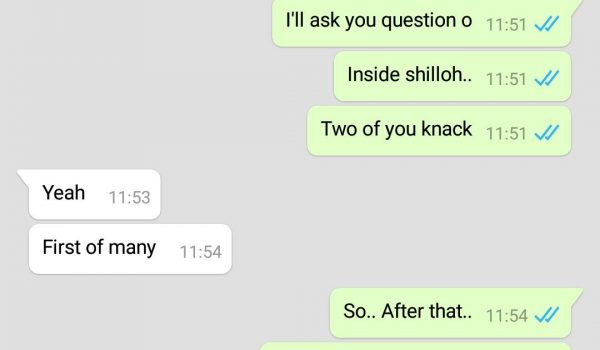 I'll ask you question o 11:51
Inside shilloh.. 11:51
Two of you knack 11:51
Yeah 11:53
First of many 11:54
So.. After that.. 11:54